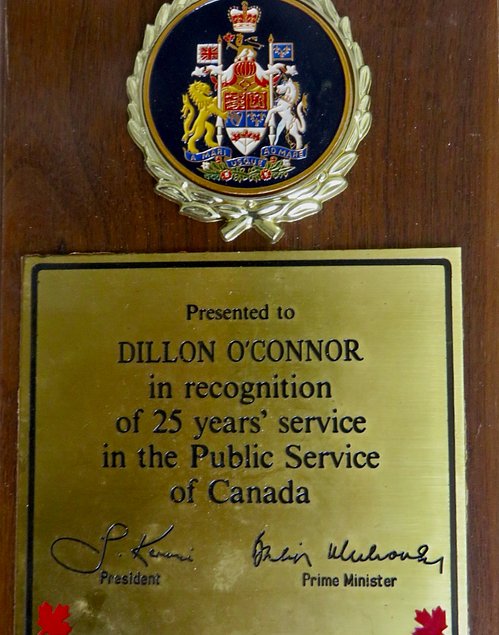 A MARI USQUE AD MARE
Presented to
DILLON O'CONNOR
in recognition
of 25 years' service
in the Public Service
of Canada
President
Prime Minister